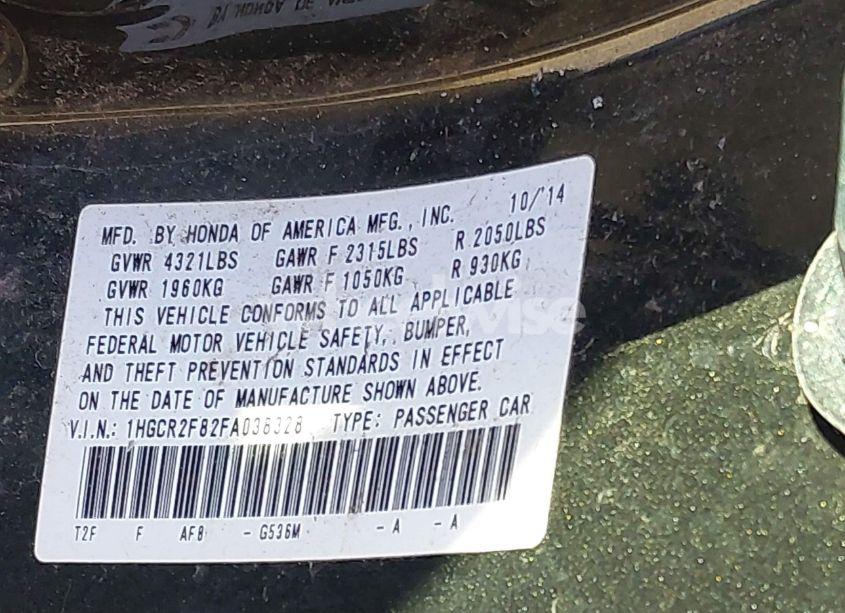 MFD. BY HONDA OF AMERICA MFG., INC. 10/'14
GVWR 4321LBS GAWR F 2315LBS R 2050LBS
GVWR 1960KG GAWR F 1050KG R 930KG
THIS VEHICLE CONFORMS TO ALL APPLICABLE
FEDERAL MOTOR VEHICLE SAFETY, BUMPER,
AND THEFT PREVENTION STANDARDS IN EFFECT
ON THE DATE OF MANUFACTURE SHOWN ABOVE.
V.I.N.: 1HGCR2F82FA038328 TYPE: PASSENGER CAR
T2F F AF8 - G536M - A - A